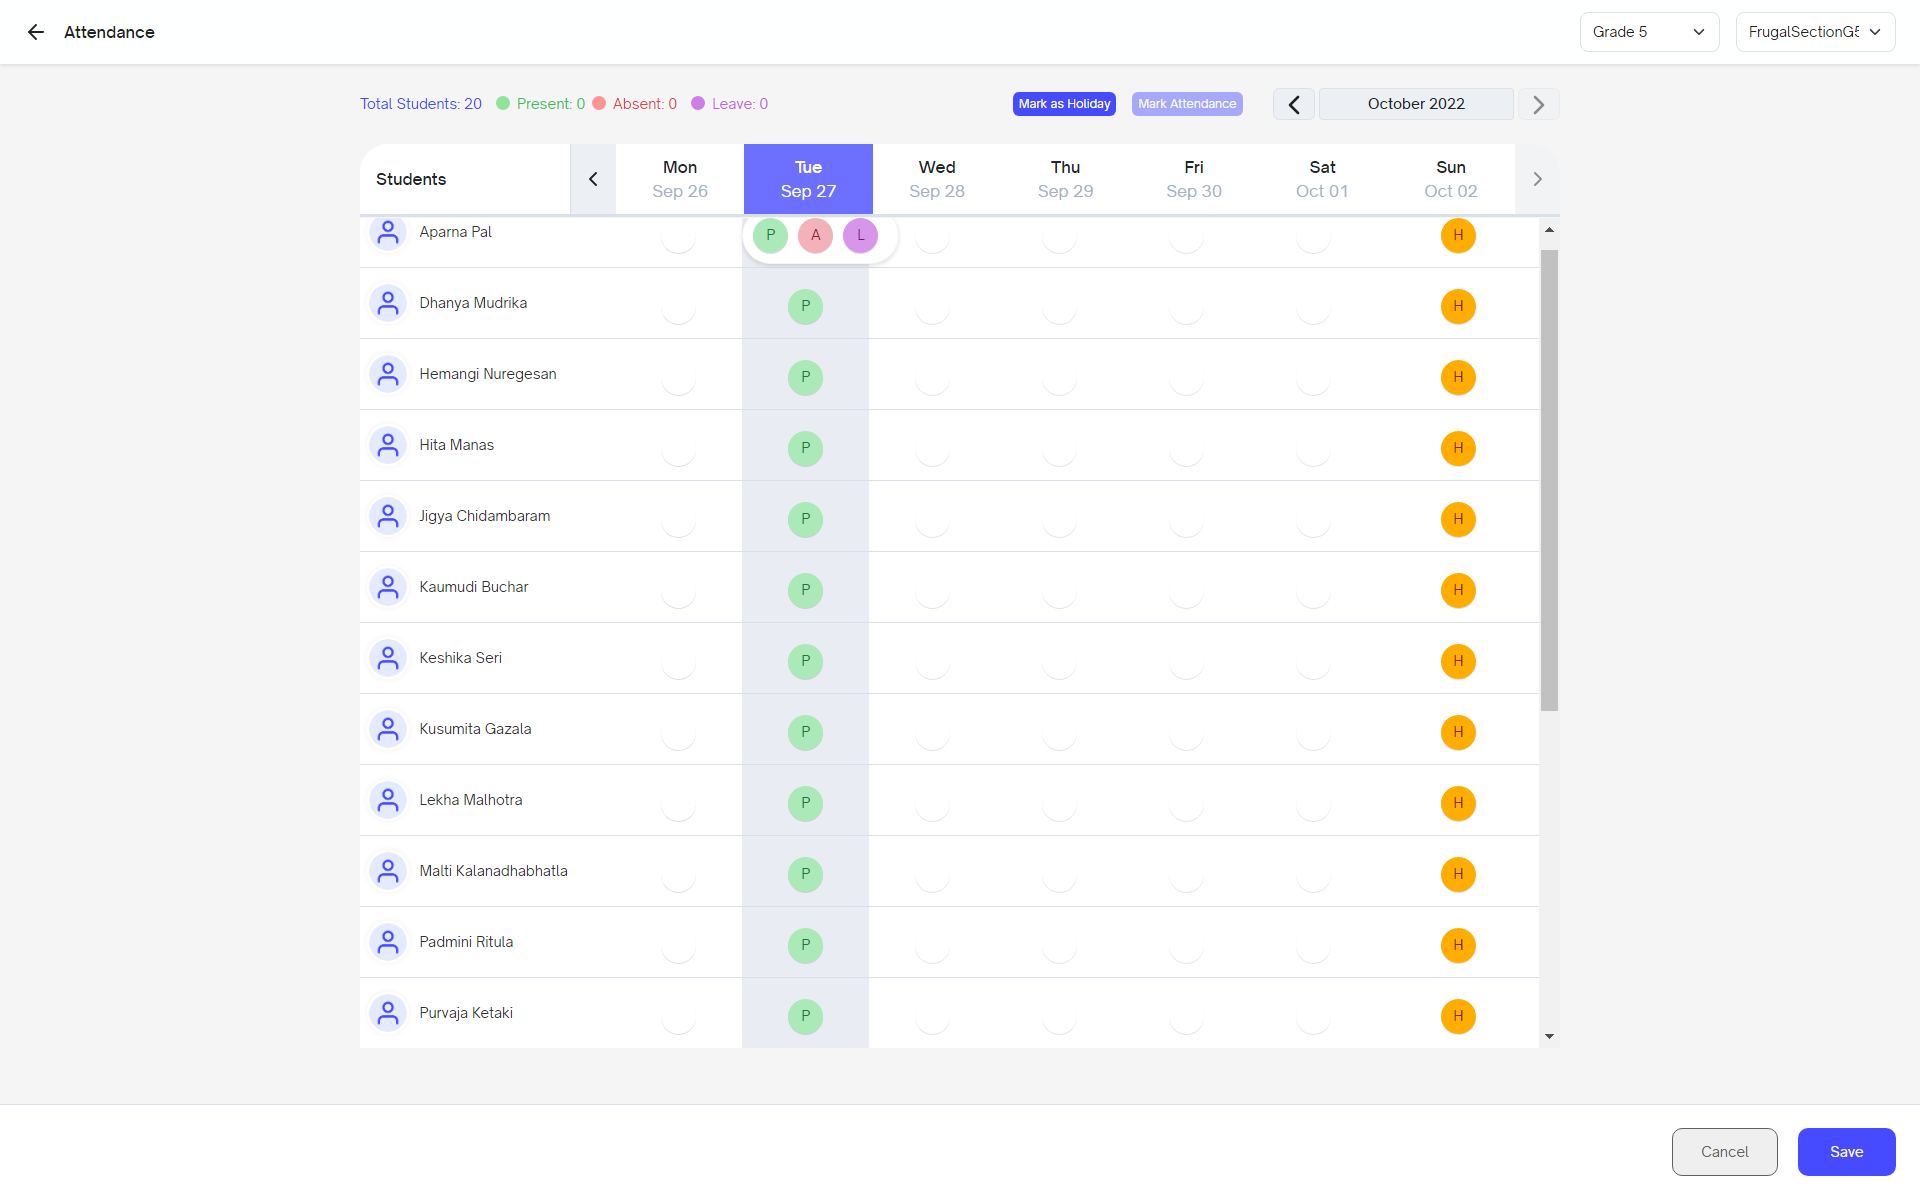 Attendance
Grade 5
FrugalSectionG5
Total Students: 20 Present: 0 Absent: 0 Leave: 0
Mark as Holiday Mark Attendance October 2022
Students Mon Tue Wed Thu Fri Sat Sun
Sep 26 Sep 27 Sep 28 Sep 29 Sep 30 Oct 01 Oct 02
Aparna Pal P A L H
Dhanya Mudrika P H
Hemangi Nuregesan P H
Hita Manas P H
Jigya Chidambaram P H
Kaumudi Buchar P H
Keshika Seri P H
Kusumita Gazala P H
Lekha Malhotra P H
Malti Kalanadhabhatla P H
Padmini Ritula P H
Purvaja Ketaki P H
Cancel Save